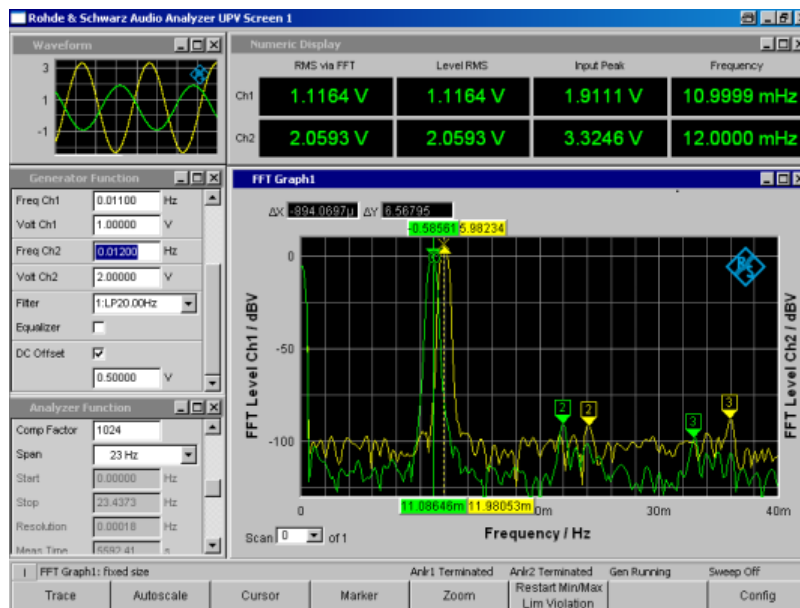 Rohde & Schwarz Audio Analyzer UPV Screen 1
Waveform
3
1
-1
Numeric Display
RMS via FFT Level RMS Input Peak Frequency
Ch1 1.1164 V 1.1164 V 1.9111 V 10.9999 mHz
Ch2 2.0593 V 2.0593 V 3.3246 V 12.0000 mHz
Generator Function
Freq Ch1 0.01100 Hz
Volt Ch1 1.00000 V
Freq Ch2 0.01200 Hz
Volt Ch2 2.00000 V
Filter 1:LP20.00Hz
Equalizer
DC Offset
0.50000 V
Analyzer Function
Comp Factor 1024
Span 23 Hz
Start 0.00000 Hz
Stop 23.4373 Hz
Resolution 0.00018 Hz
Meas Time 5592.41 s
FFT Graph1
ΔX -894.0697µ ΔY 6.56795
-0.58561 5.98234
FFT Level Ch1 / dBV
0
-50
-100
2 2 3 3
FFT Level Ch2 / dBV
11.08646m 11.98053m
0 0m 30m 40m
Frequency / Hz
Scan 0 of 1
FFT Graph1: fixed size Anlr1 Terminated Anlr2 Terminated Gen Running Sweep Off
Trace Autoscale Cursor Marker Zoom Restart Min/Max Lim Violation Config